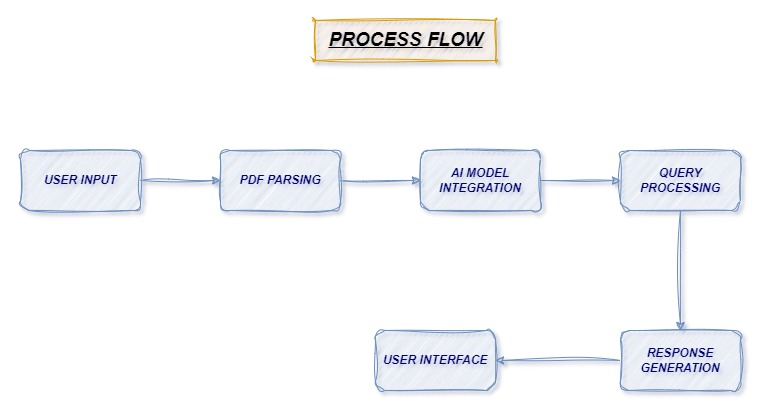 PROCESS FLOW
USER INPUT
PDF PARSING
AI MODEL
INTEGRATION
QUERY
PROCESSING
RESPONSE
GENERATION
USER INTERFACE